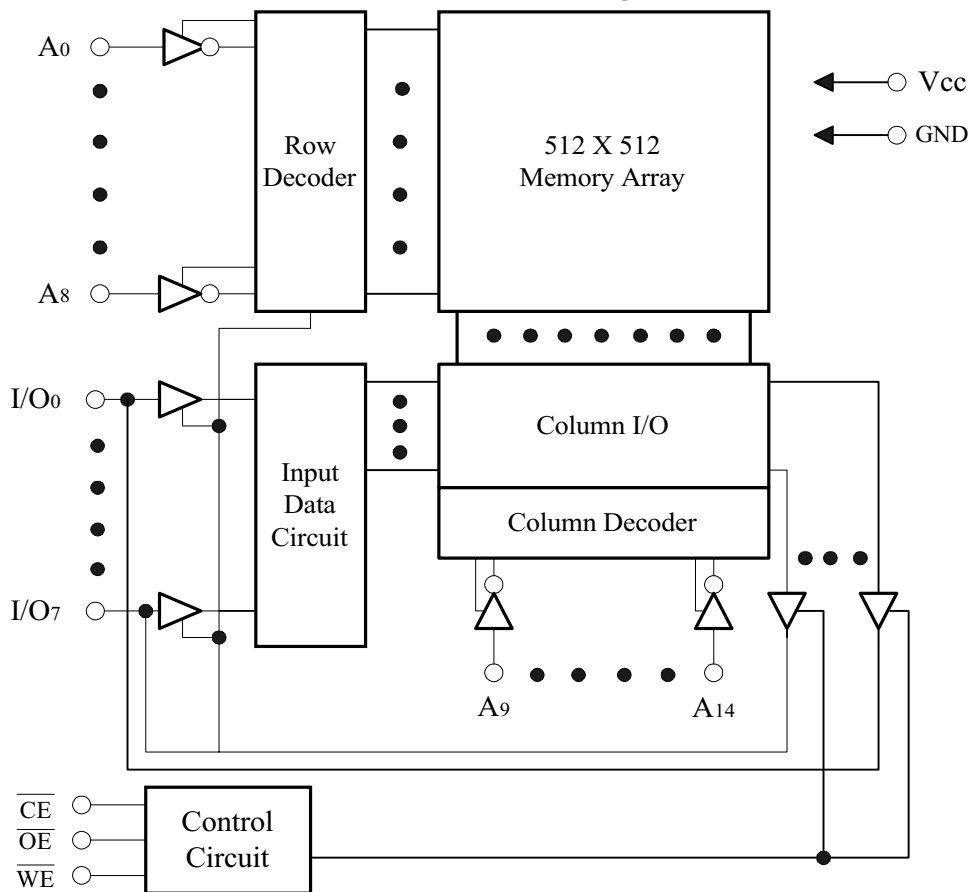 A0
Row
Decoder
512 X 512
Memory Array
Vcc
GND
A8
I/O0
Input
Data
Circuit
Column I/O
Column Decoder
I/O7
A9
A14
CE
OE
WE
Control
Circuit